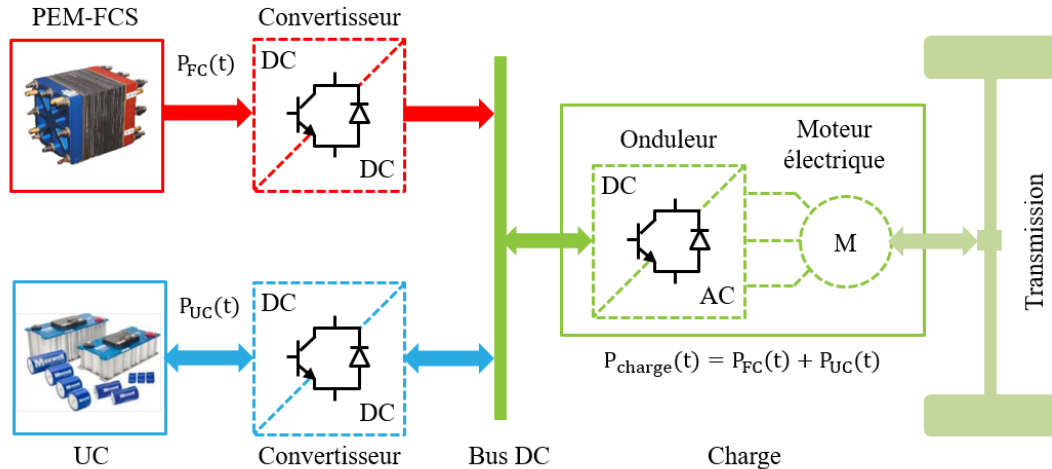 PEM-FCS
Convertisseur
P_FC(t)
DC
DC
Onduleur
Moteur
électrique
DC
AC
M
Transmission
P_UC(t)
DC
DC
P_charge(t) = P_FC(t) + P_UC(t)
UC
Convertisseur
Bus DC
Charge